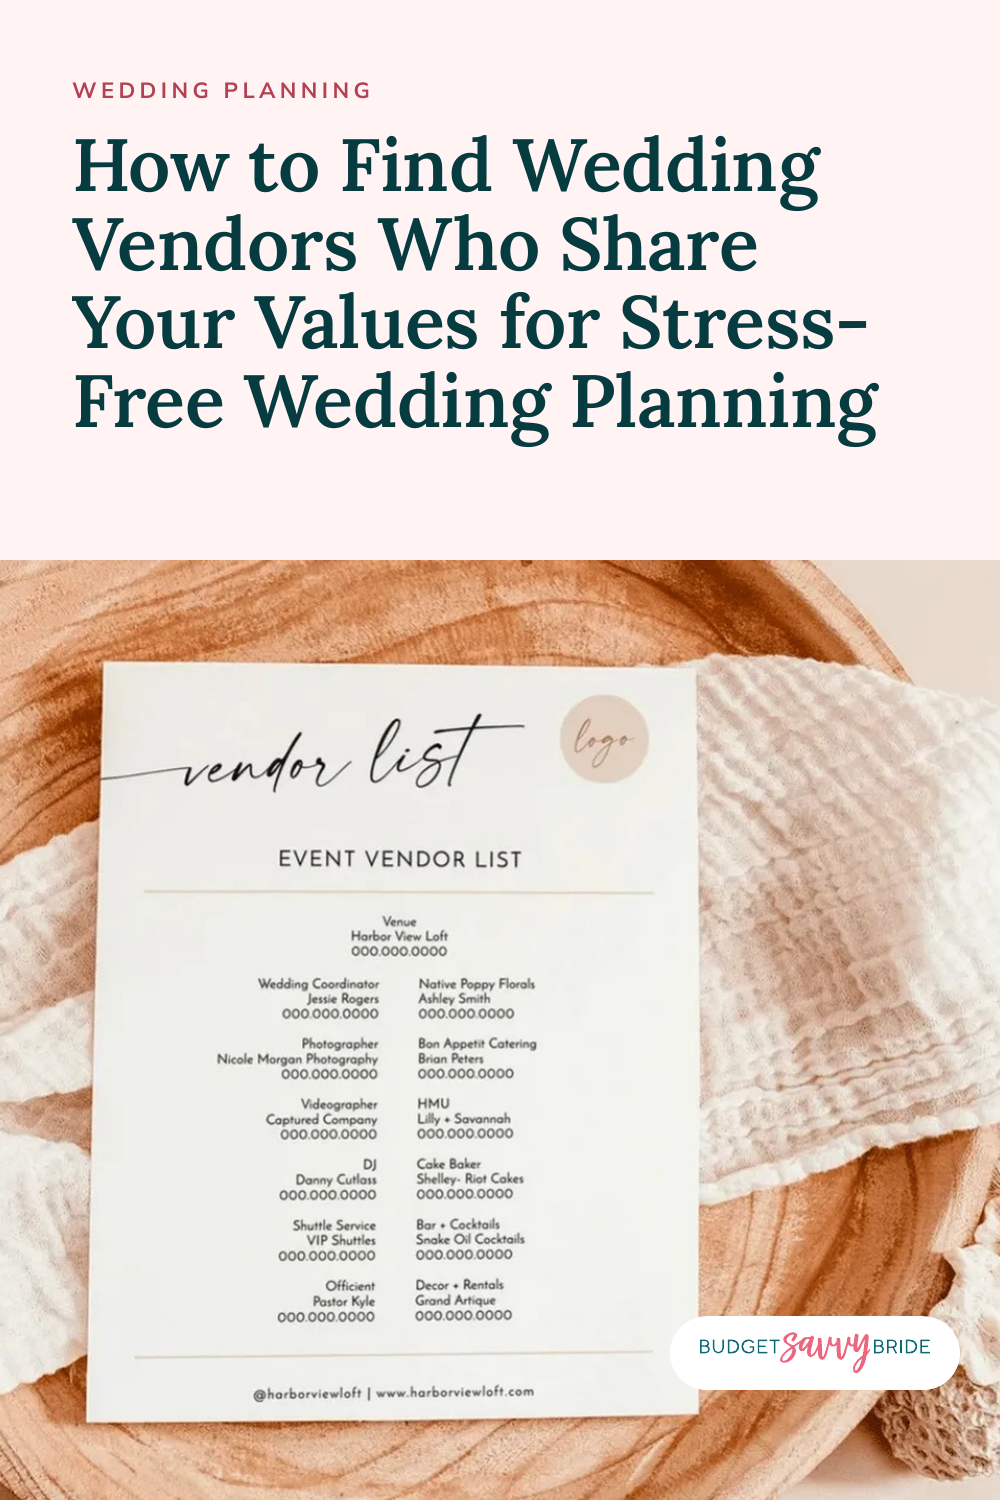 WEDDING PLANNING
How to Find Wedding
Vendors Who Share
Your Values for Stress-
Free Wedding Planning
vendor list
logo
EVENT VENDOR LIST
Venue
Harbor View Loft
000.000.0000
Wedding Coordinator
Jessie Rogers
000.000.0000
Native Poppy Florals
Ashley Smith
000.000.0000
Photographer
Nicole Morgan Photography
000.000.0000
Bon Appetit Catering
Brian Peters
000.000.0000
Videographer
Captured Company
000.000.0000
HMU
Lilly + Savannah
000.000.0000
DJ
Danny Cutlass
000.000.0000
Cake Baker
Shelley- Riot Cakes
000.000.0000
Shuttle Service
VIP Shuttles
000.000.0000
Bar + Cocktails
Snake Oil Cocktails
000.000.0000
Officient
Pastor Kyle
000.000.0000
Decor + Rentals
Grand Artique
000.000.0000
@harborviewloft | www.harborviewloft.com
BUDGET savvy BRIDE